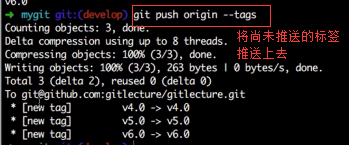 v6.0
→ mygit git:(develop) git push origin --tags
Counting objects: 3, done.
Delta compression using up to 8 threads.
Compressing objects: 100% (3/3), done.
Writing objects: 100% (3/3), 263 bytes | 0 bytes/s, done.
Total 3 (delta 2), reused 0 (delta 0)
To git@github.com:gitlecture/gitlecture.git
* [new tag] v4.0 -> v4.0
* [new tag] v5.0 -> v5.0
* [new tag] v6.0 -> v6.0
将尚未推送的标签
推送上去